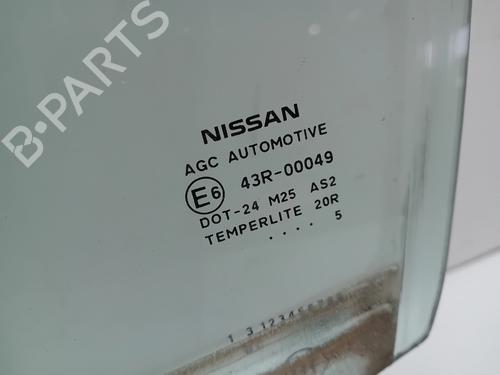 B-PARTS
NISSAN
AGC AUTOMOTIVE
E6 43R-00049
DOT-24 M25 AS2
TEMPERLITE 20R
.... 5